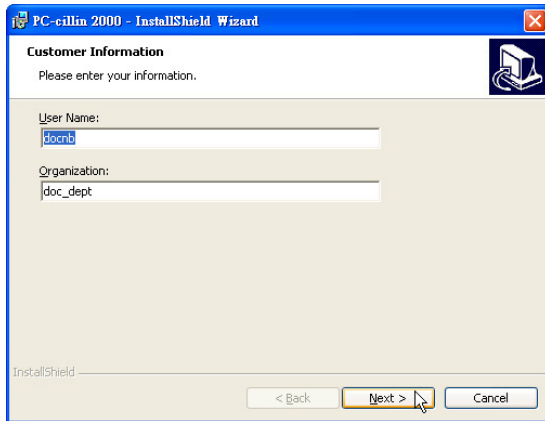 PC-cillin 2000 - InstallShield Wizard
Customer Information
Please enter your information.
User Name:
docnb
Organization:
doc_dept
InstallShield
< Back
Next >
Cancel